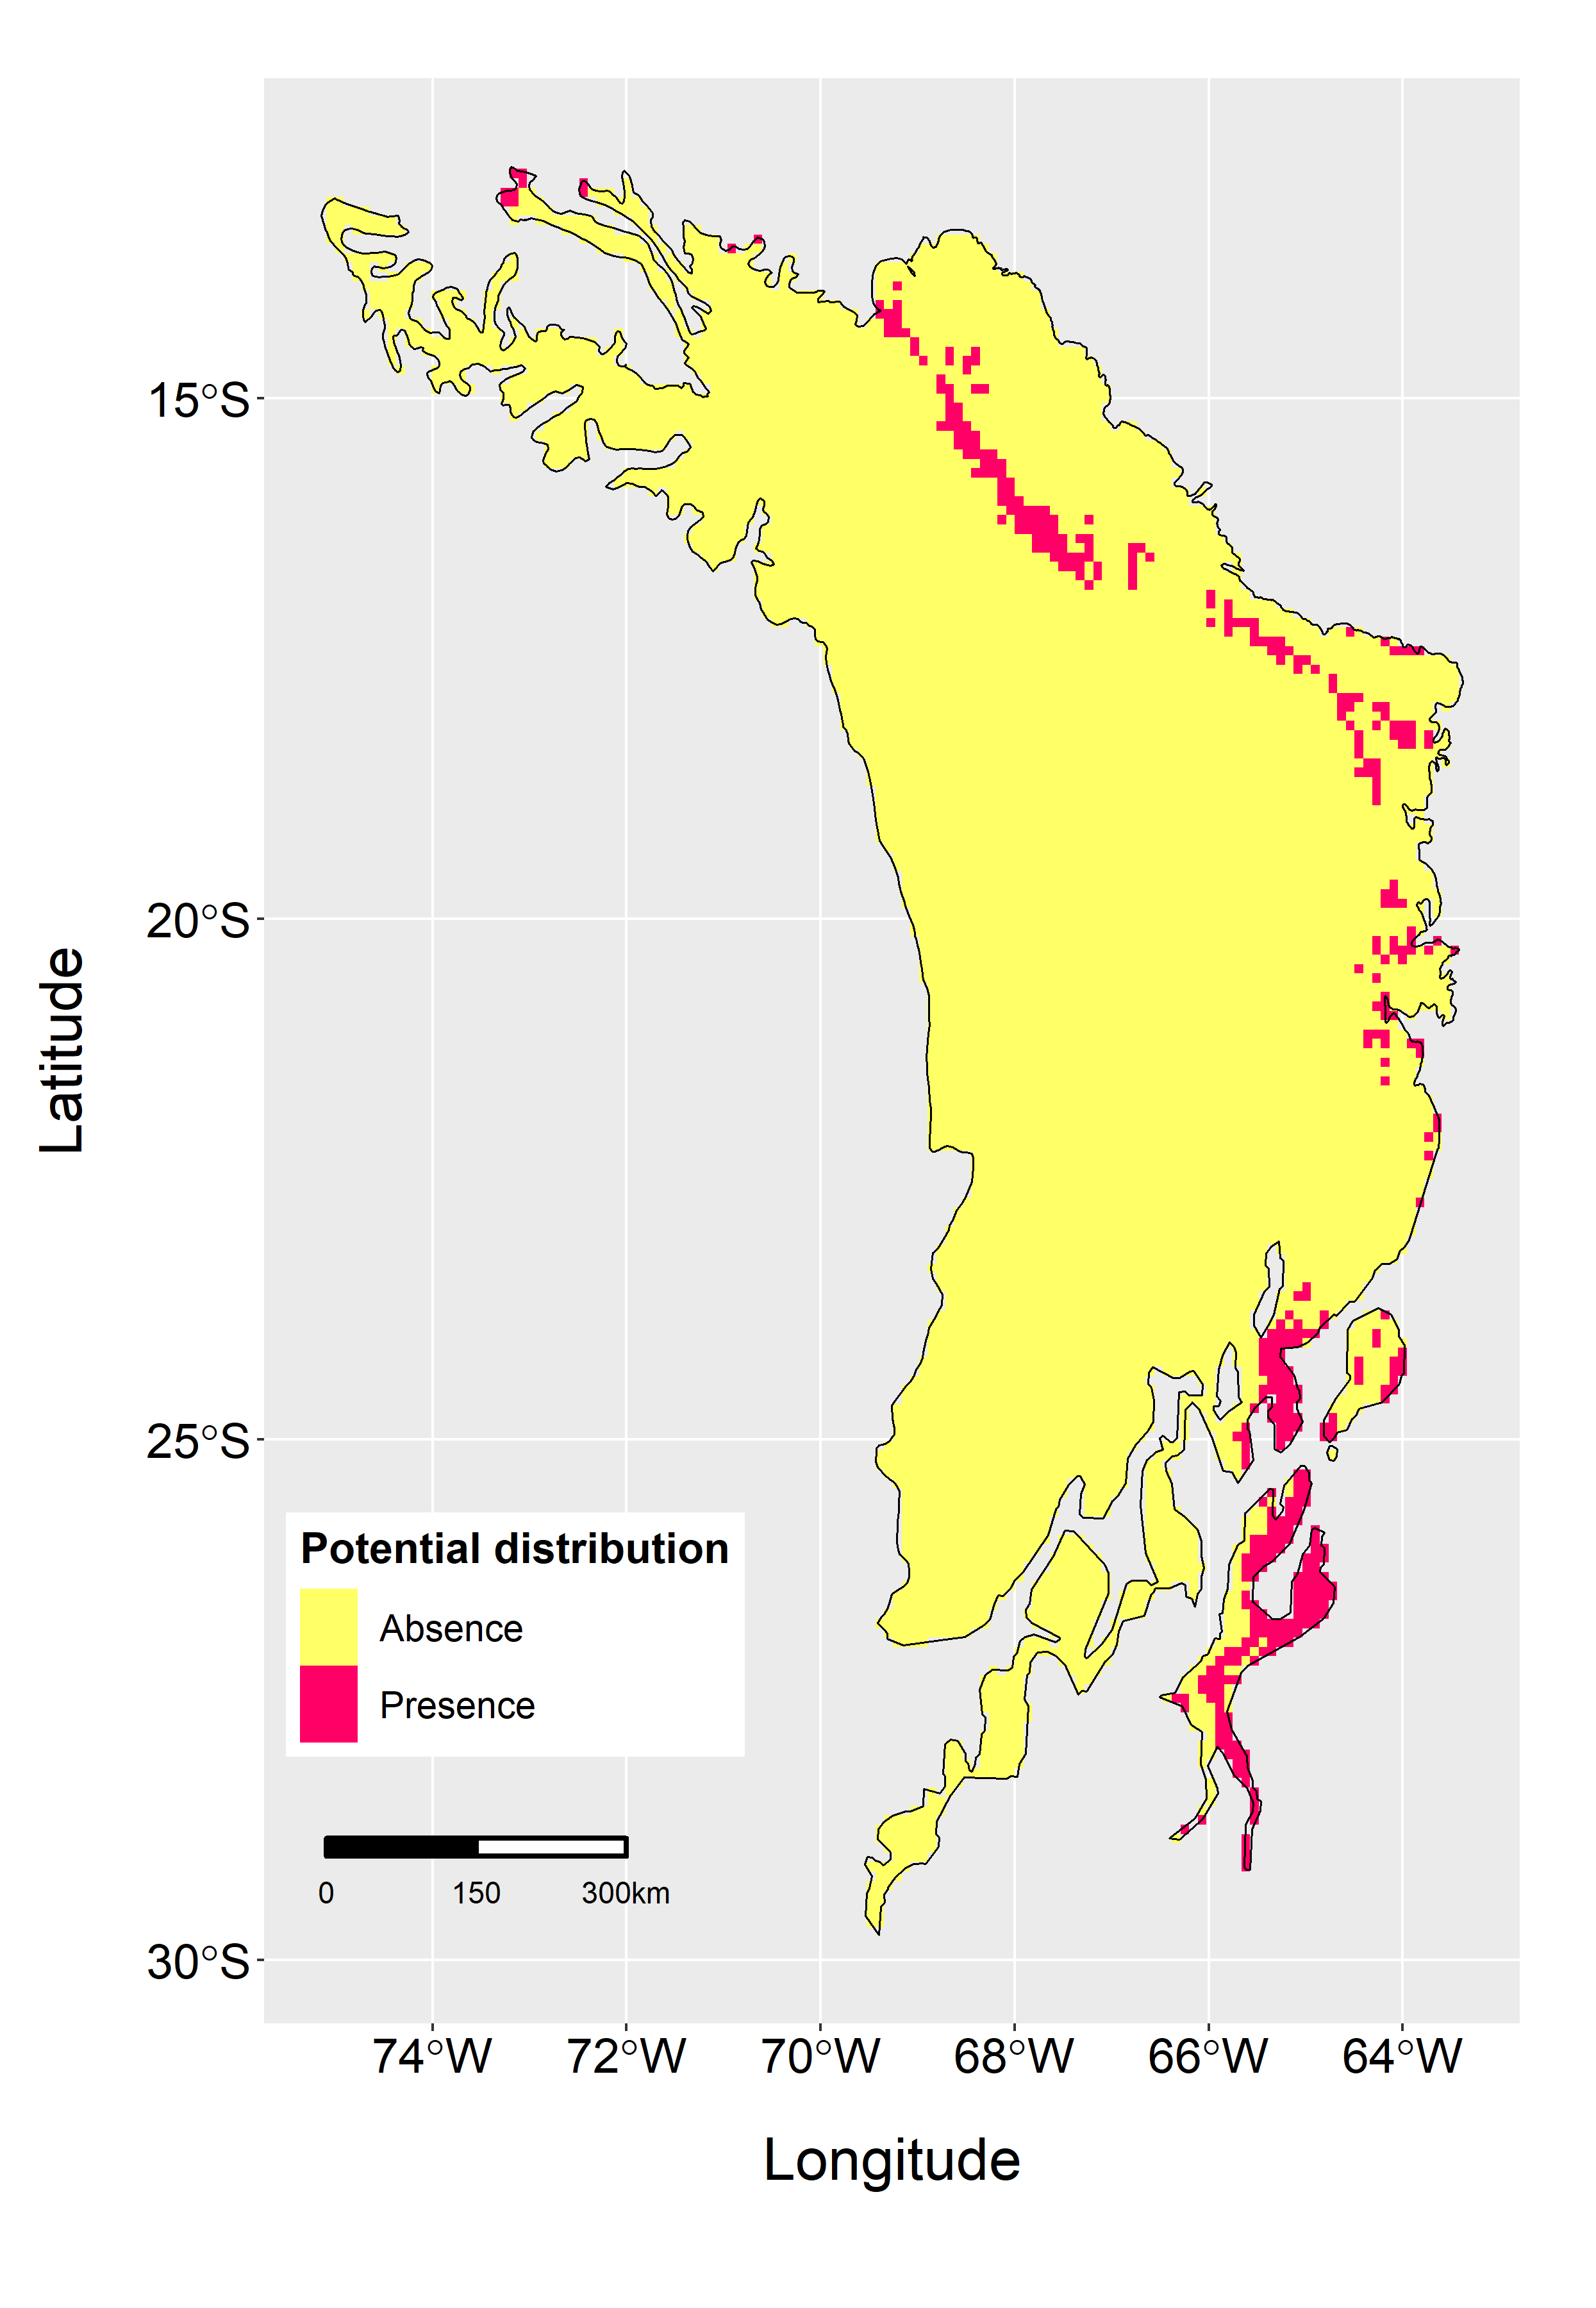 Latitude
15°S
20°S
25°S
30°S
Potential distribution
Absence
Presence
0 150 300km
74°W 72°W 70°W 68°W 66°W 64°W
Longitude